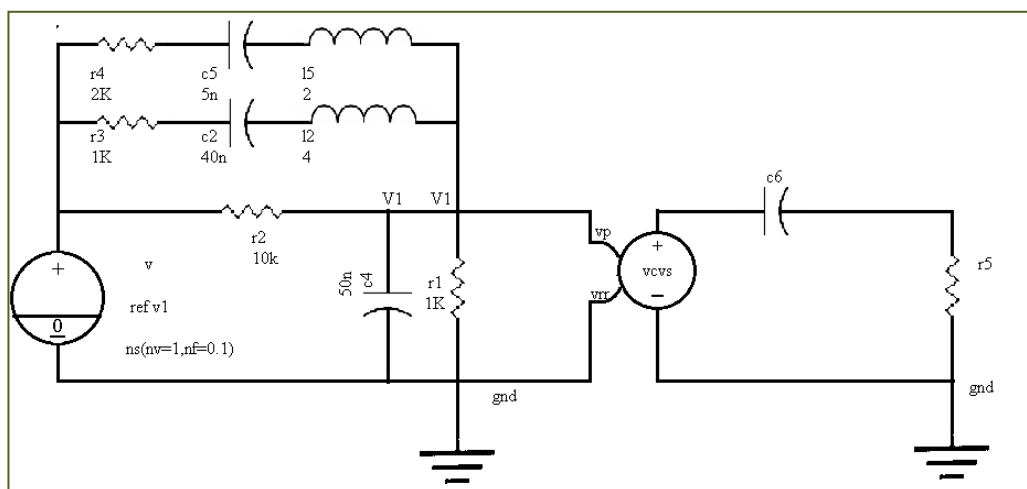 r4
2K
c5
5n
l5
2
r3
1K
c2
40n
l2
4
V1
V1
r2
10k
50n
c4
r1
1K
vp
vrr
+
vcvs
−
c6
r5
+
0
−
v
ref v1
ns(nv=1,nf=0.1)
gnd
gnd